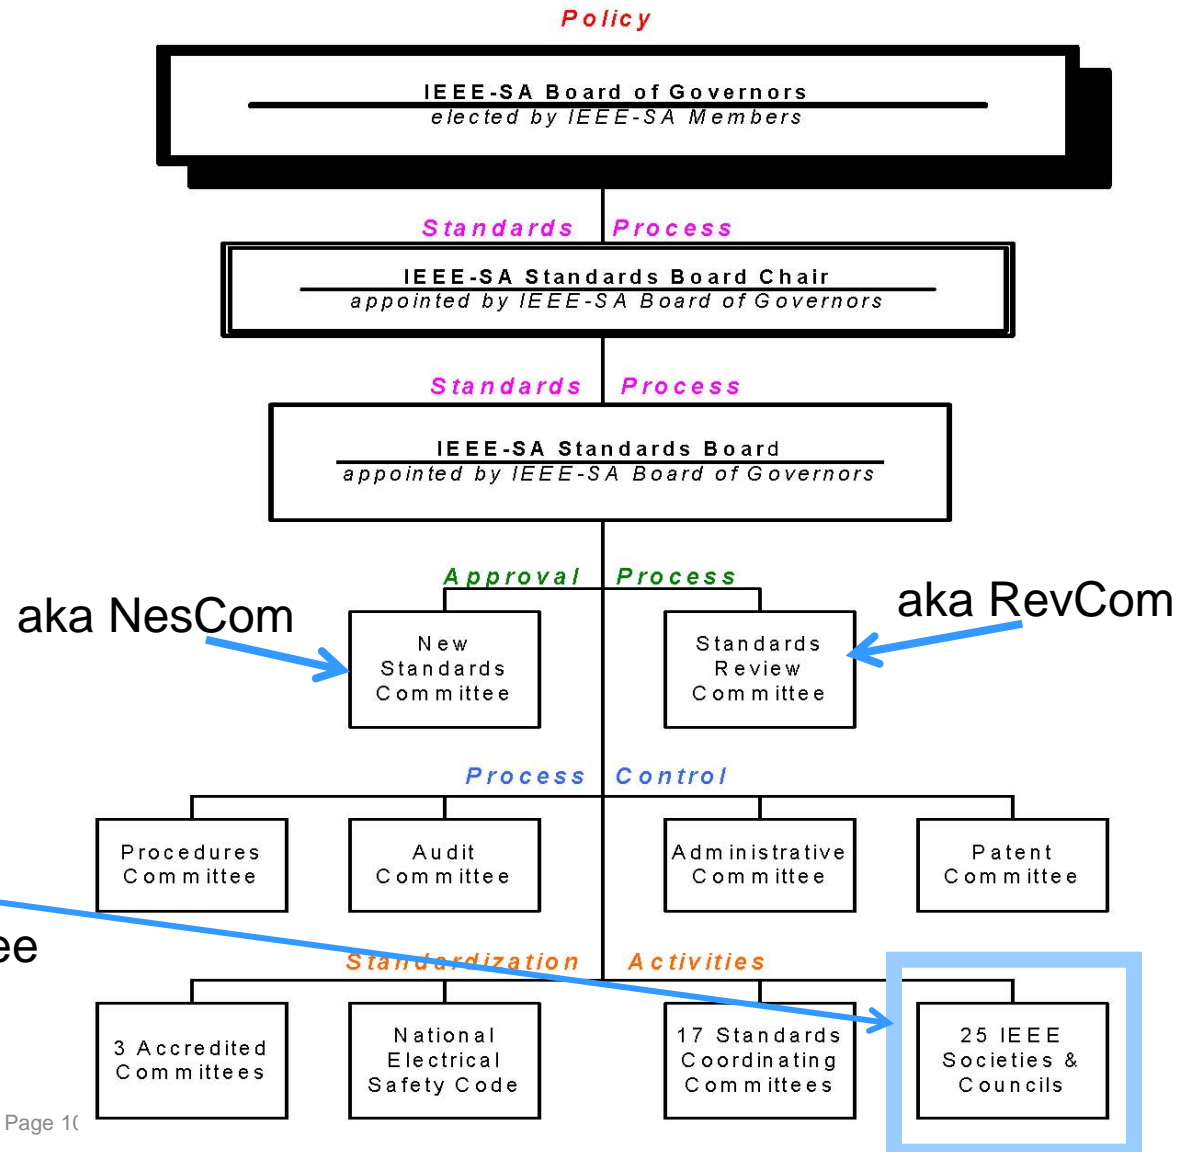 Policy
IEEE-SA Board of Governors
elected by IEEE-SA Members
Standards Process
IEEE-SA Standards Board Chair
appointed by IEEE-SA Board of Governors
Standards Process
IEEE-SA Standards Board
appointed by IEEE-SA Board of Governors
Approval Process
aka NesCom
aka RevCom
New
Standards
Committee
Standards
Review
Committee
Process Control
Procedures
Committee
Audit
Committee
Administrative
Committee
Patent
Committee
ee
Standardization Activities
3 Accredited
Committees
National
Electrical
Safety Code
17 Standards
Coordinating
Committees
25 IEEE
Societies &
Councils
Page